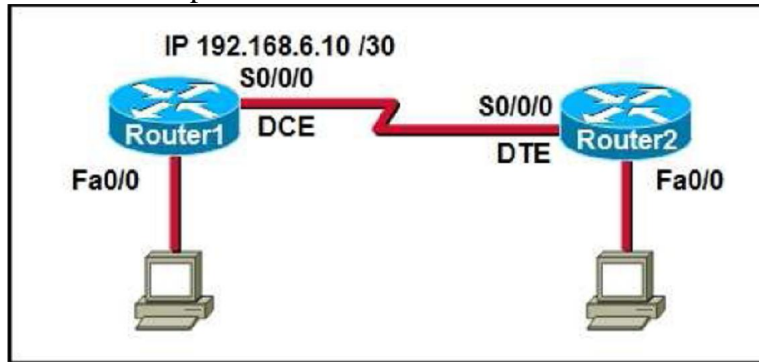 IP 192.168.6.10 /30
S0/0/0
S0/0/0
Router1
DCE
Router2
DTE
Fa0/0
Fa0/0